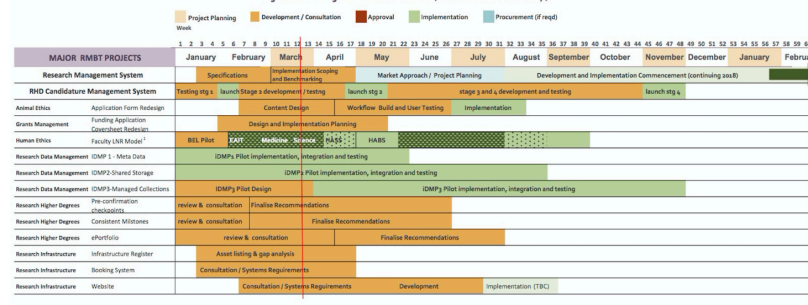 Project Planning Development / Consultation Approval Implementation Procurement (if reqd)
Week
1 2 3 4 5 6 7 8 9 10 11 12 13 14 15 16 17 18 19 20 21 22 23 24 25 26 27 28 29 30 31 32 33 34 35 36 37 38 39 40 41 42 43 44 45 46 47 48 49 50 51 52 53 54 55 56 57 58 59
MAJOR RMBT PROJECTS January February March April May June July August September October November December January
Research Management System Specifications Implementation Scoping and Benchmarking Market Approach / Project Planning Development and Implementation Commencement (continuing 2018)
RHD Candidature Management System Testing stg 1 launch Stage 2 development / testing launch stg 2 stage 3 and 4 development and testing launch stg 4
Animal Ethics Application Form Redesign Content Design Workflow Build and User Testing Implementation
Grants Management Funding Application Coversheet Redesign Design and Implementation Planning
Human Ethics Faculty LNR Model BEL Pilot EAIT Medicine Science HASS HABS
Research Data Management IDMP 1 - Meta Data iDMP1 Pilot implementation, integration and testing
Research Data Management IDMP2-Shared Storage iDMP2 Pilot implementation, integration and testing
Research Data Management IDMP3-Managed Collections IDMP3 Pilot Design iDMP3 Pilot implementation, integration and testing
Research Higher Degrees Pre-confirmation checkpoints review & consultation Finalise Recommendations
Research Higher Degrees Consistent Milstones review & consultation Finalise Recommendations
Research Higher Degrees ePortfolio review & consultation Finalise Recommendations
Research Infrastructure Infrastructure Register Asset listing & gap analysis
Research Infrastructure Booking System Consultation / Systems Requirements
Research Infrastructure Website Consultation / Systems Requirements Development Implementation (TBC)